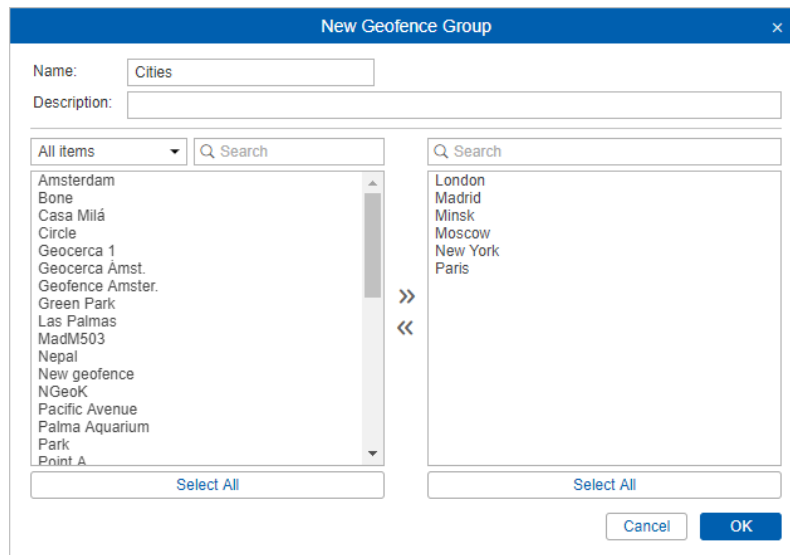 New Geofence Group
×
Name: Cities
Description:
All items
Search
Amsterdam
Bone
Casa Milá
Circle
Geocerca 1
Geocerca Ámst.
Geofence Amster.
Green Park
Las Palmas
MadM503
Nepal
New geofence
NGeoK
Pacific Avenue
Palma Aquarium
Park
Point A
Select All
»
«
Search
London
Madrid
Minsk
Moscow
New York
Paris
Select All
Cancel
OK